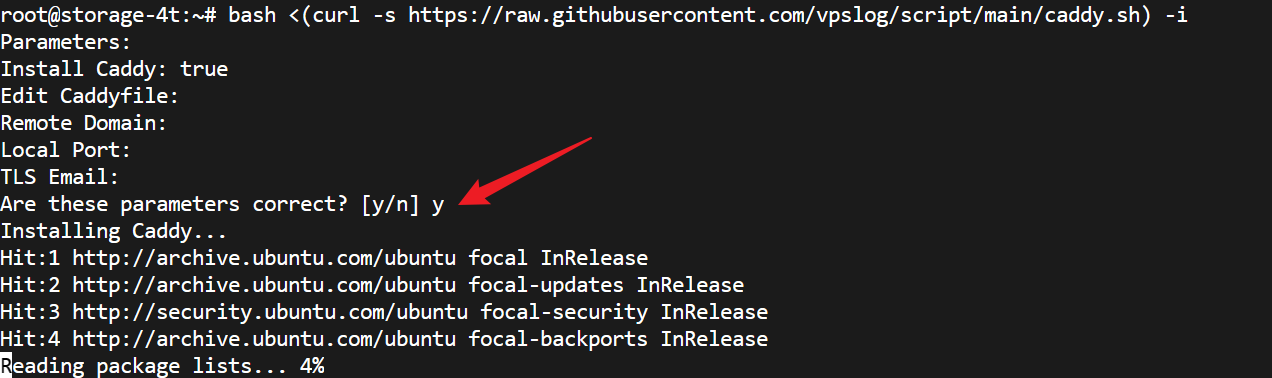 root@storage-4t:~# bash <(curl -s https://raw.githubusercontent.com/vpslog/script/main/caddy.sh) -i
Parameters:
Install Caddy: true
Edit Caddyfile:
Remote Domain:
Local Port:
TLS Email:
Are these parameters correct? [y/n] y
Installing Caddy...
Hit:1 http://archive.ubuntu.com/ubuntu focal InRelease
Hit:2 http://archive.ubuntu.com/ubuntu focal-updates InRelease
Hit:3 http://security.ubuntu.com/ubuntu focal-security InRelease
Hit:4 http://archive.ubuntu.com/ubuntu focal-backports InRelease
Reading package lists... 4%